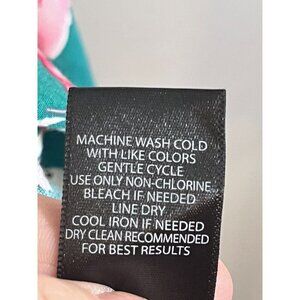 MACHINE WASH COLD
WITH LIKE COLORS
GENTLE CYCLE
USE ONLY NON-CHLORINE
BLEACH IF NEEDED
LINE DRY
COOL IRON IF NEEDED
DRY CLEAN RECOMMENDED
FOR BEST RESULTS